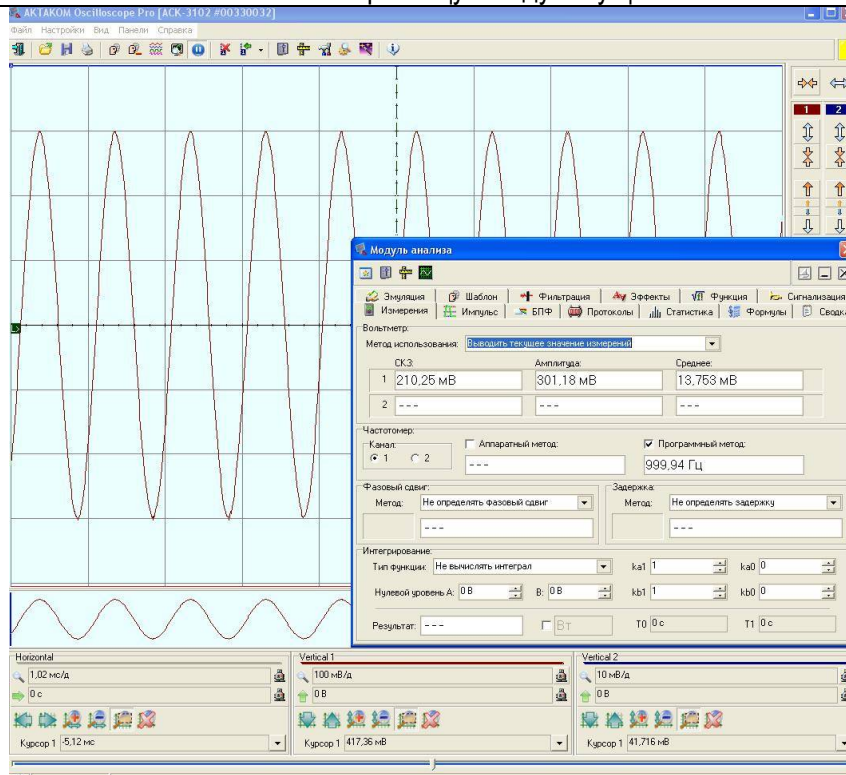 AKTAKOM Oscilloscope Pro [ACK-3102 #00330032]
Файл Настройки Вид Панели Справка
1 2
Модуль анализа
Эмуляция Шаблон Фильтрация Эффекты Функция Сигнализация
Измерения Импульс БПФ Протоколы Статистика Формулы Сводка
Вольтметр:
Метод использования: Выводить текущее значение измерений
СКЗ: Амплитуда: Среднее:
1 210,25 мВ 301,18 мВ 13,753 мВ
2 --- --- ---
Частотомер:
Канал: Аппаратный метод: Программный метод:
1 2 --- 999,94 Гц
Фазовый сдвиг: Задержка:
Метод: Не определять фазовый сдвиг Метод: Не определять задержку
--- ---
Интегрирование:
Тип функции: Не вычислять интеграл ka1 1 ka0 0
Нулевой уровень А: 0 В В: 0 В kb1 1 kb0 0
Результат: --- Вт T0 0 с T1 0 с
Horizontal Vertical 1 Vertical 2
1,02 мс/д 100 мВ/д 10 мВ/д
0 с 0 В 0 В
Курсор 1 -5,12 мс Курсор 1 417,36 мВ Курсор 1 41,716 мВ